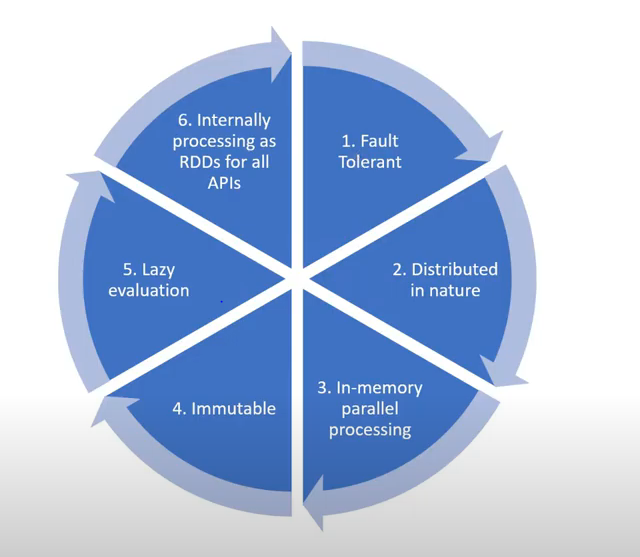 1. Fault
Tolerant
2. Distributed
in nature
3. In-memory
parallel
processing
4. Immutable
5. Lazy
evaluation
6. Internally
processing as
RDDs for all
APIs